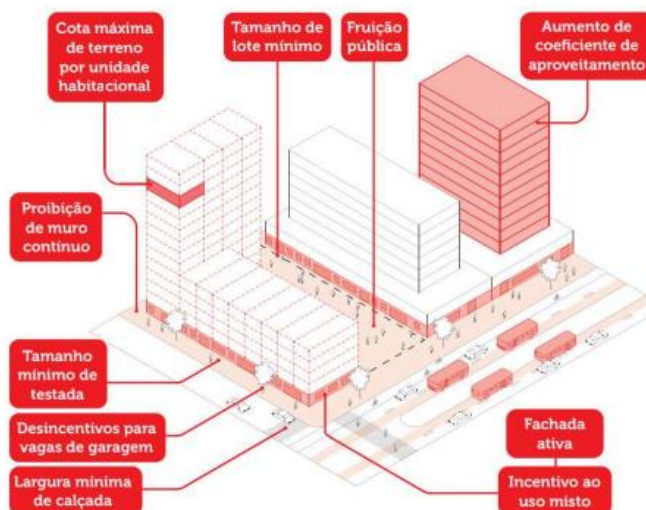 Cota máxima
de terreno
por unidade
habitacional
Tamanho de
lote mínimo
Fruição
pública
Aumento de
coeficiente de
aproveitamento
Proibição
de muro
contínuo
Tamanho
mínimo de
testada
Desincentivos para
vagas de garagem
Largura mínima
de calçada
Fachada
ativa
Incentivo ao
uso misto